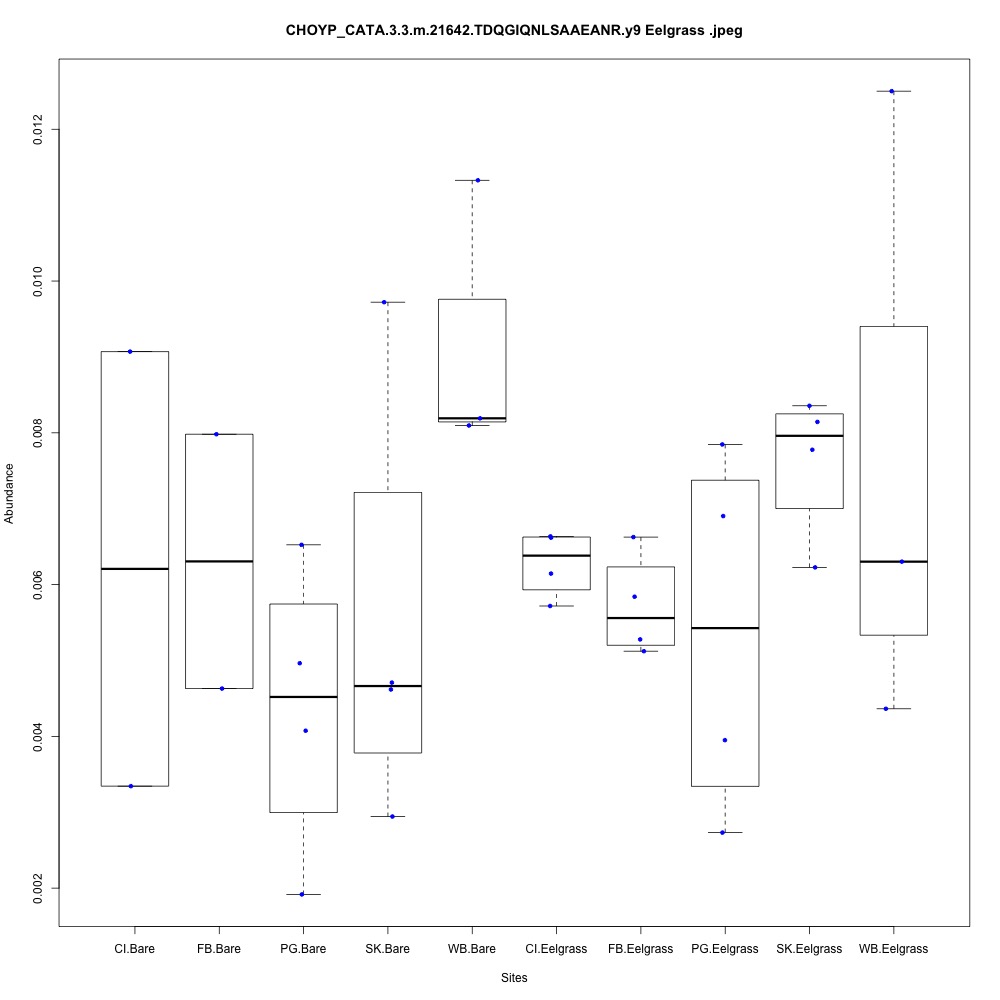 CHOYP_CATA.3.3.m.21642.TDQGIQNLSAAEANR.y9 Eelgrass .jpeg
0.012
0.010
0.008
0.006
0.004
0.002
Abundance
CI.Bare FB.Bare PG.Bare SK.Bare WB.Bare CI.Eelgrass FB.Eelgrass PG.Eelgrass SK.Eelgrass WB.Eelgrass
Sites